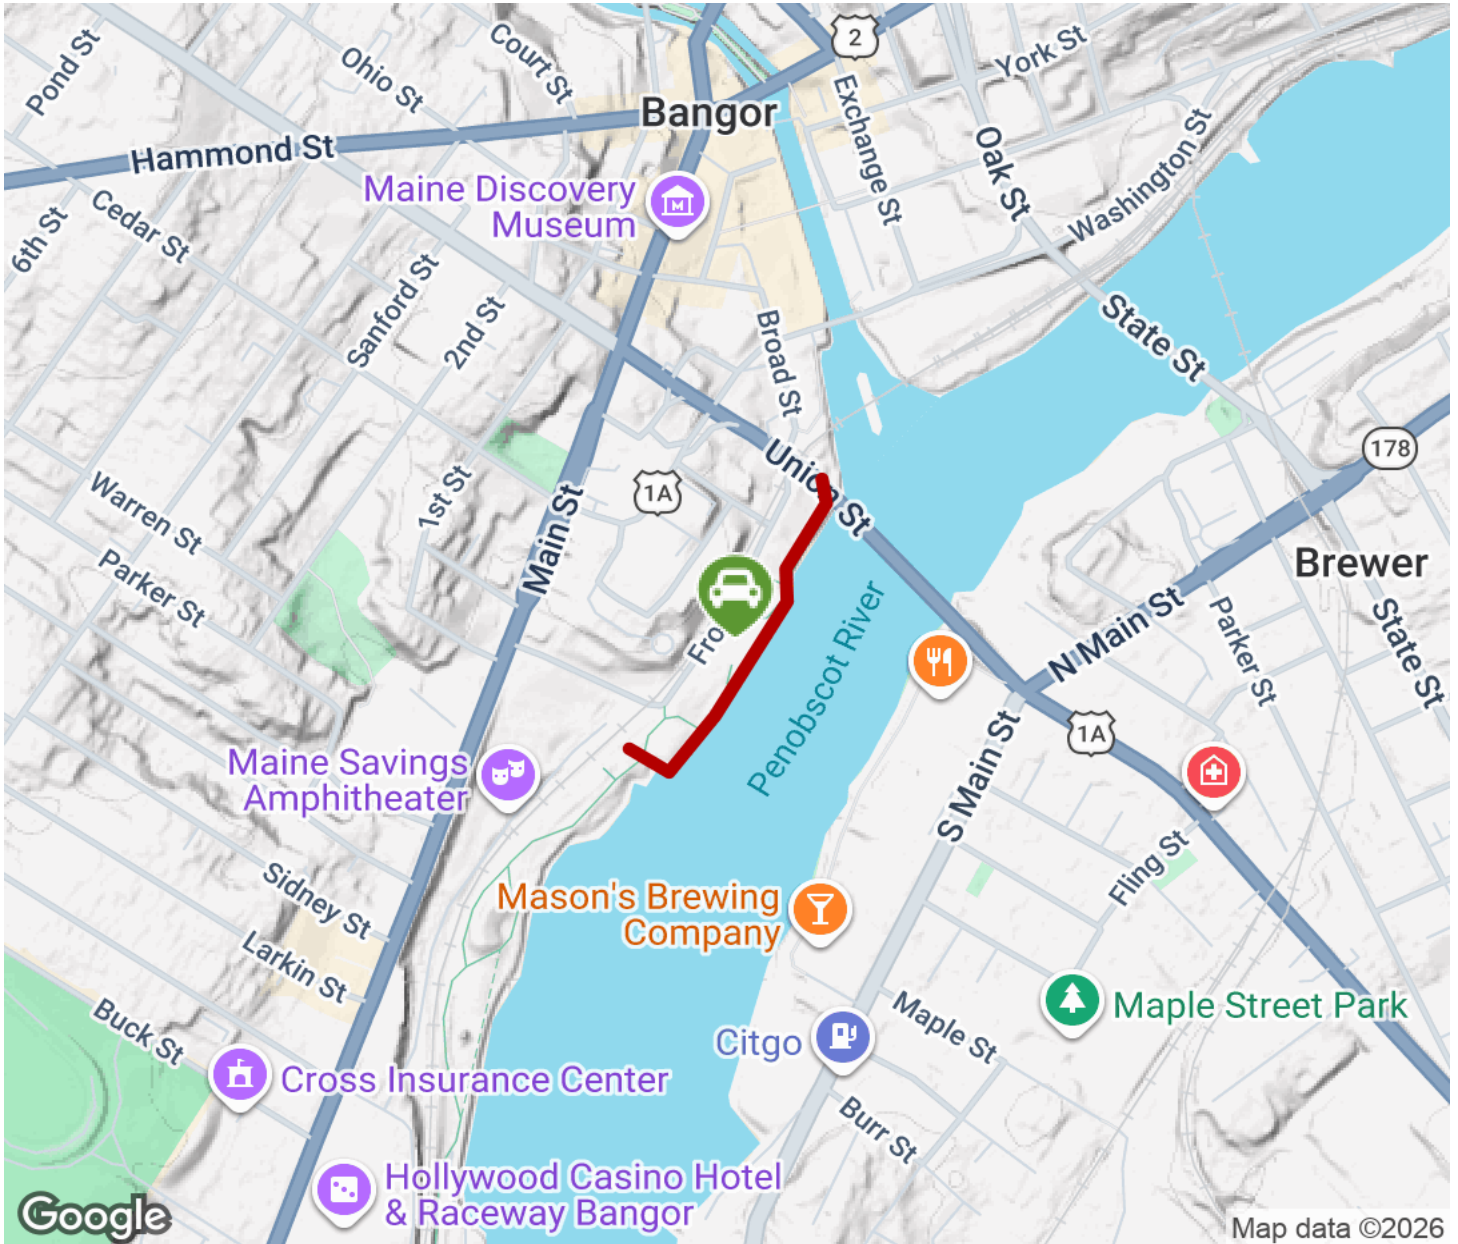 2
Court St
York St
Pond St
Ohio St
Exchange St
Bangor
Oak St
Washington St
Hammond St
Maine Discovery
Museum
Cedar St
6th St
Sanford St
2nd St
Broad St
State St
178
Union St
1A
1st St
Main St
Warren St
Parker St
Brewer
N Main St
Parker St
State St
Fro
Penobscot River
1A
S Main St
Maine Savings
Amphitheater
Fling St
Sidney St
Mason's Brewing
Company
Larkin St
Buck St
Maple St
Maple Street Park
Citgo
Cross Insurance Center
Burr St
Hollywood Casino Hotel
& Raceway Bangor
Google
Map data ©2026